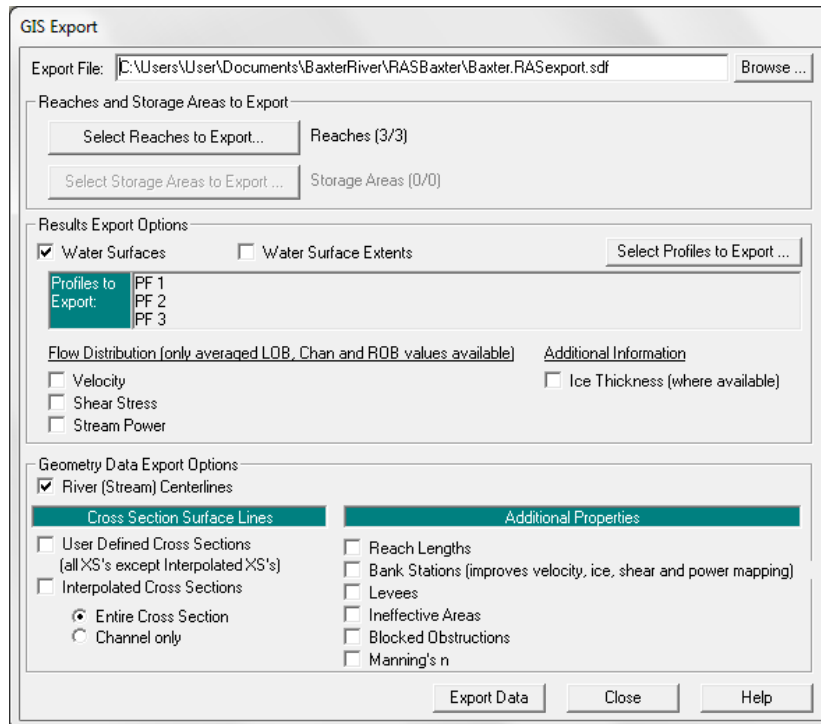 GIS Export
Export File: C:\Users\User\Documents\BaxterRiver\RASBaxter\Baxter.RASexport.sdf Browse ...
Reaches and Storage Areas to Export
Select Reaches to Export... Reaches (3/3)
Select Storage Areas to Export ... Storage Areas (0/0)
Results Export Options
Water Surfaces Water Surface Extents Select Profiles to Export ...
Profiles to Export: PF 1
PF 2
PF 3
Flow Distribution (only averaged LOB, Chan and ROB values available) Additional Information
Velocity Ice Thickness (where available)
Shear Stress
Stream Power
Geometry Data Export Options
River (Stream) Centerlines
Cross Section Surface Lines Additional Properties
User Defined Cross Sections Reach Lengths
(all XS's except Interpolated XS's) Bank Stations (improves velocity, ice, shear and power mapping)
Interpolated Cross Sections Levees
Entire Cross Section Ineffective Areas
Channel only Blocked Obstructions
Manning's n
Export Data Close Help